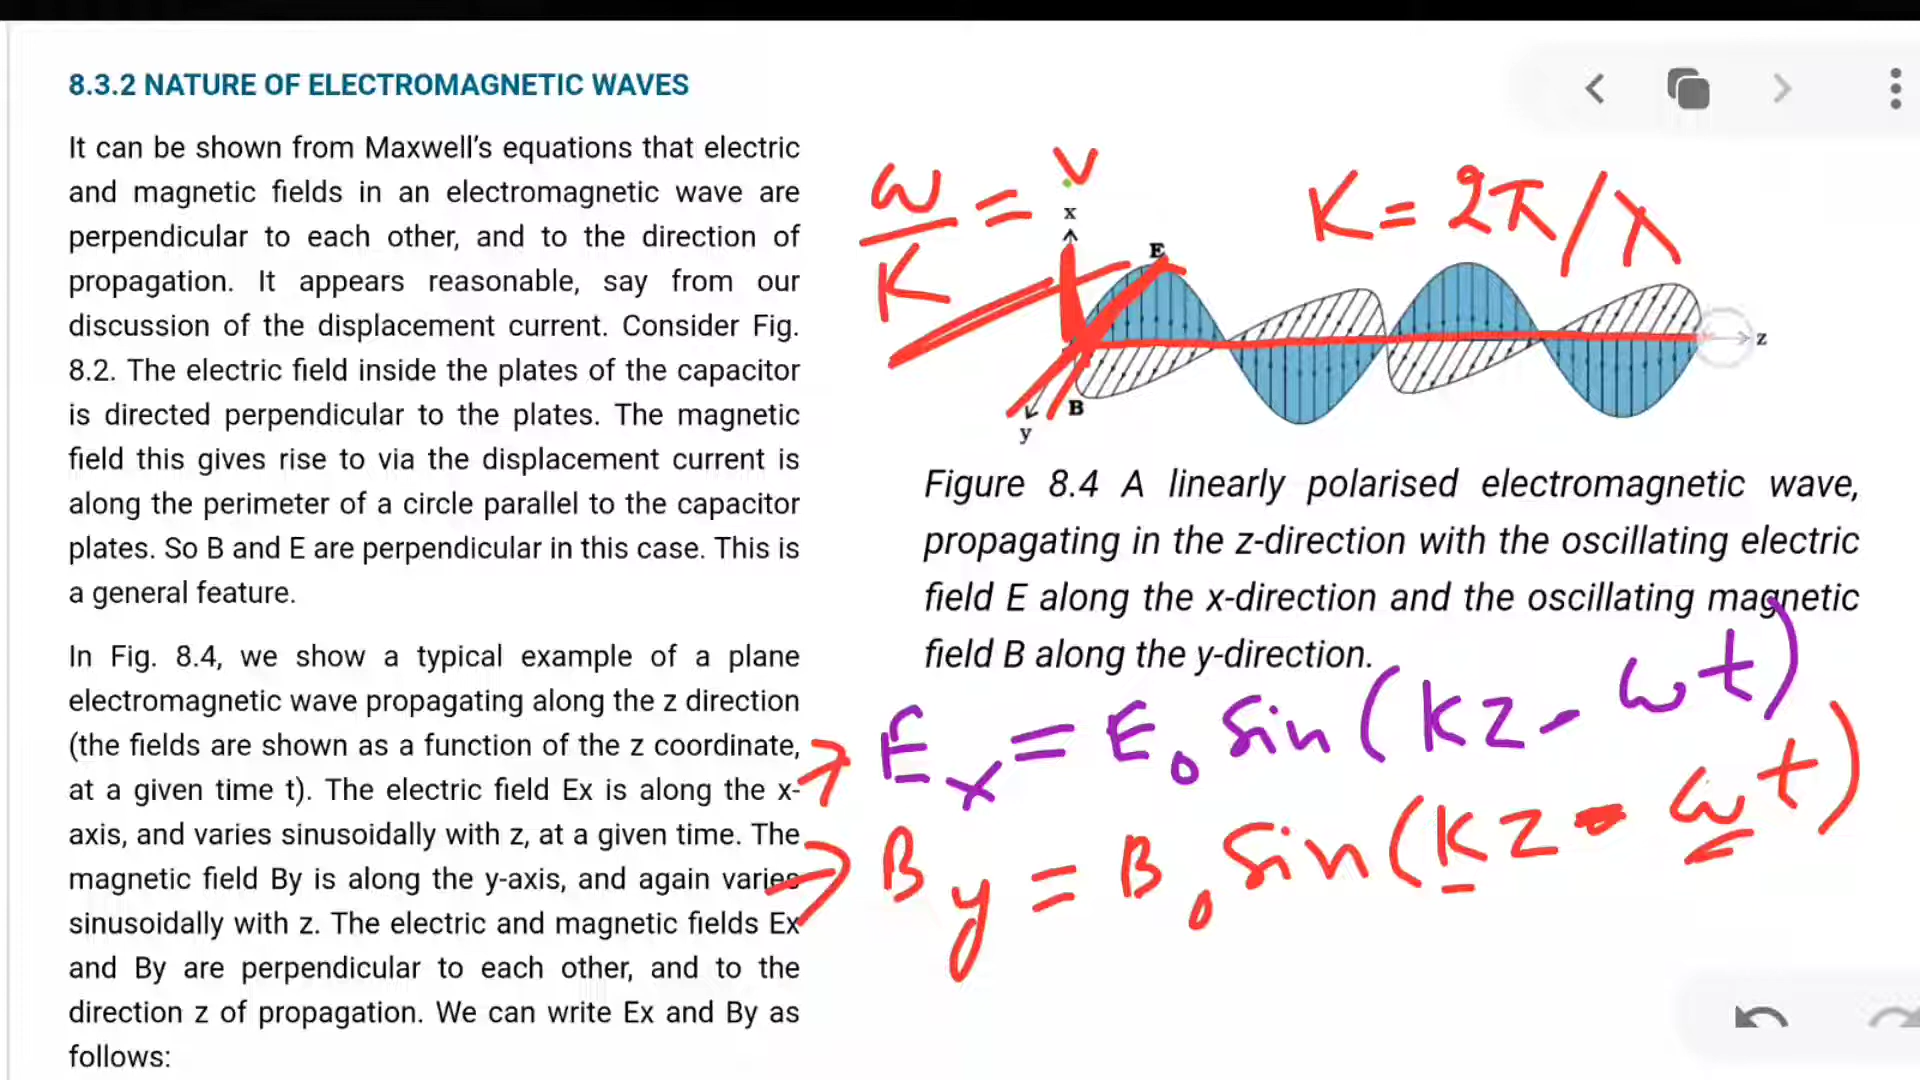 8.3.2 NATURE OF ELECTROMAGNETIC WAVES
It can be shown from Maxwell's equations that electric
and magnetic fields in an electromagnetic wave are
perpendicular to each other, and to the direction of
propagation. It appears reasonable, say from our
discussion of the displacement current. Consider Fig.
8.2. The electric field inside the plates of the capacitor
is directed perpendicular to the plates. The magnetic
field this gives rise to via the displacement current is
along the perimeter of a circle parallel to the capacitor
plates. So B and E are perpendicular in this case. This is
a general feature.
In Fig. 8.4, we show a typical example of a plane
electromagnetic wave propagating along the z direction
(the fields are shown as a function of the z coordinate,
at a given time t). The electric field Ex is along the x-
axis, and varies sinusoidally with z, at a given time. The
magnetic field By is along the y-axis, and again varies
sinusoidally with z. The electric and magnetic fields Ex
and By are perpendicular to each other, and to the
direction z of propagation. We can write Ex and By as
follows:
ω/K = V
K = 2π/λ
x
E
z
B
y
Figure 8.4 A linearly polarised electromagnetic wave,
propagating in the z-direction with the oscillating electric
field E along the x-direction and the oscillating magnetic
field B along the y-direction.
→ Ex = E0 sin(kz - ωt)
→ By = B0 sin(kz - ωt)